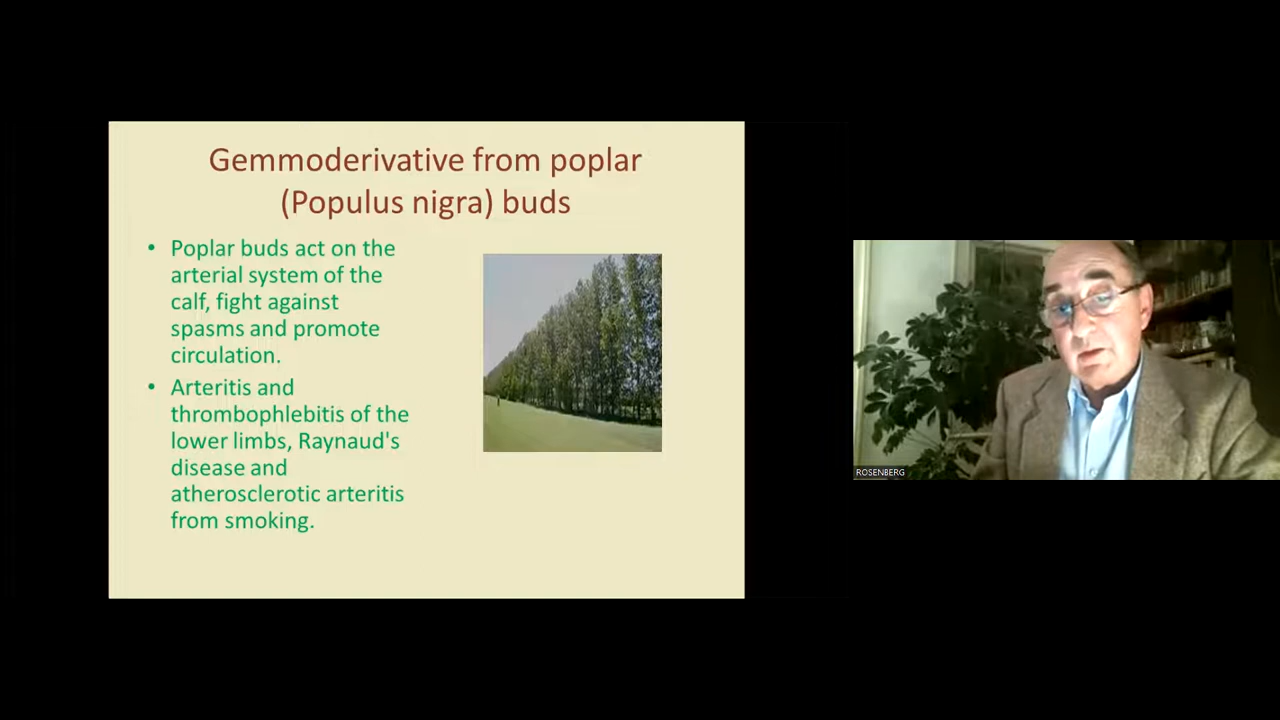 Gemmoderivative from poplar
(Populus nigra) buds
• Poplar buds act on the
arterial system of the
calf, fight against
spasms and promote
circulation.
• Arteritis and
thrombophlebitis of the
lower limbs, Raynaud's
disease and
atherosclerotic arteritis
from smoking.
ROSENBERG